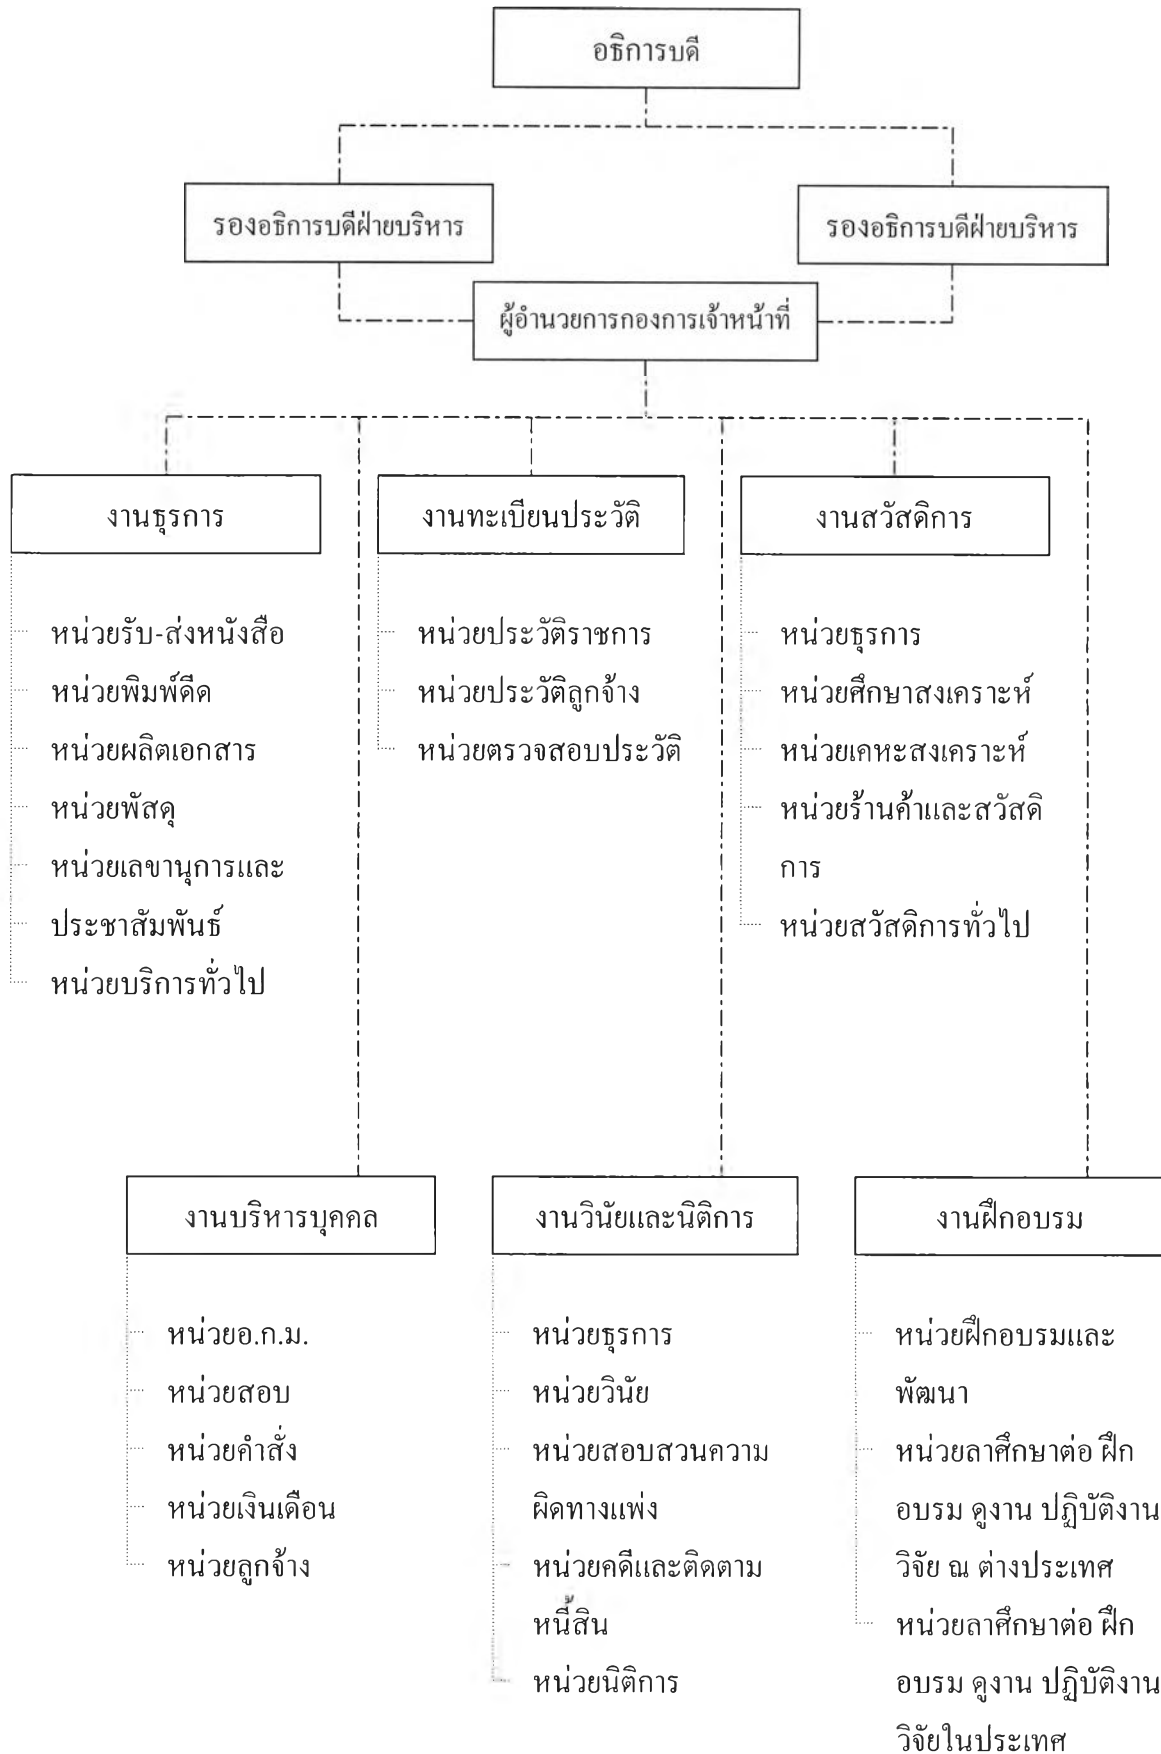 อธิการบดี
รองอธิการบดีฝ่ายบริหาร
รองอธิการบดีฝ่ายบริหาร
ผู้อำนวยการกองการเจ้าหน้าที่
งานธุรการ
หน่วยรับ-ส่งหนังสือ
หน่วยพิมพ์ดีด
หน่วยผลิตเอกสาร
หน่วยพัสดุ
หน่วยเลขานุการและ
ประชาสัมพันธ์
หน่วยบริการทั่วไป
งานทะเบียนประวัติ
หน่วยประวัติราชการ
หน่วยประวัติลูกจ้าง
หน่วยตรวจสอบประวัติ
งานสวัสดิการ
หน่วยธุรการ
หน่วยศึกษาสงเคราะห์
หน่วยเคหะสงเคราะห์
หน่วยร้านค้าและสวัสดิ
การ
หน่วยสวัสดิการทั่วไป
งานบริหารบุคคล
หน่วยอ.ก.ม.
หน่วยสอบ
หน่วยคำสั่ง
หน่วยเงินเดือน
หน่วยลูกจ้าง
งานวินัยและนิติการ
หน่วยธุรการ
หน่วยวินัย
หน่วยสอบสวนความ
ผิดทางแพ่ง
หน่วยคดีและติดตาม
หนี้สิน
หน่วยนิติการ
งานฝึกอบรม
หน่วยฝึกอบรมและ
พัฒนา
หน่วยลาศึกษาต่อ ฝึก
อบรม ดูงาน ปฏิบัติงาน
วิจัย ณ ต่างประเทศ
หน่วยลาศึกษาต่อ ฝึก
อบรม ดูงาน ปฏิบัติงาน
วิจัยในประเทศ